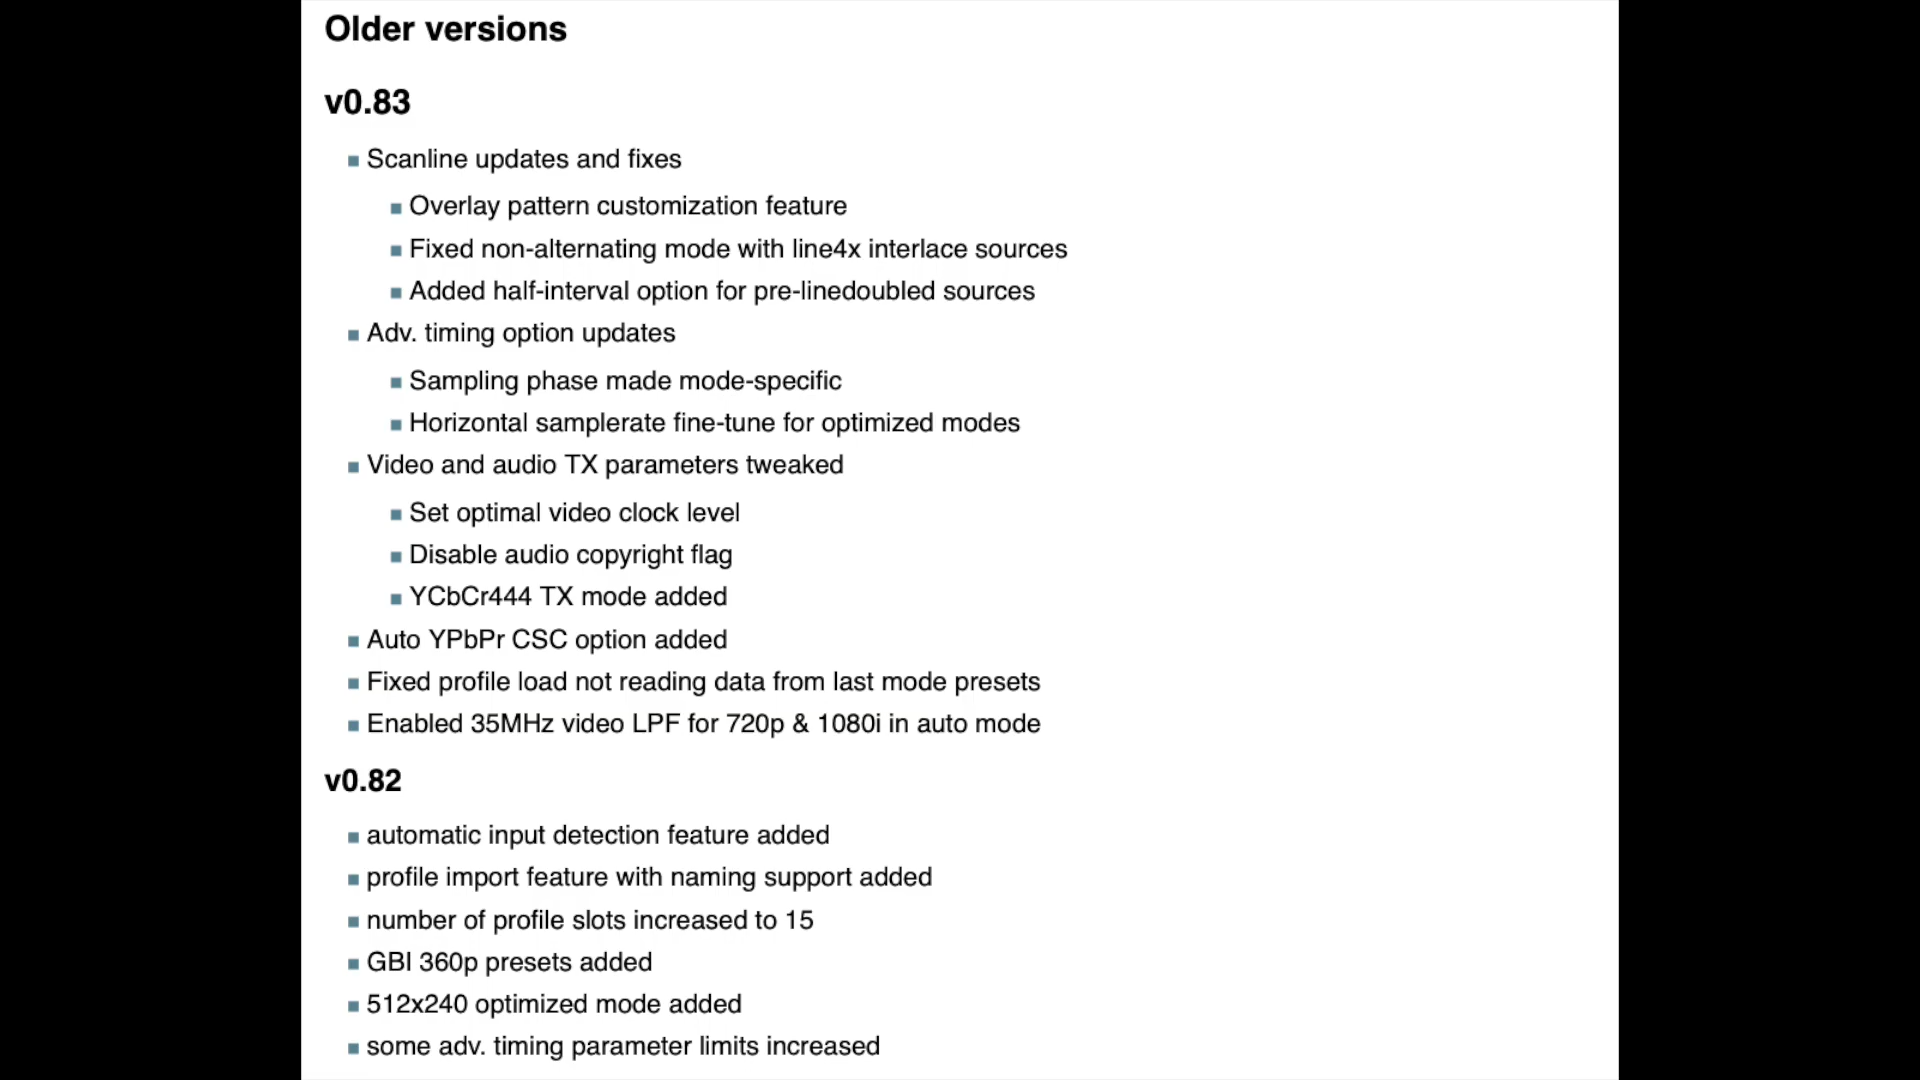 Older versions
v0.83
Scanline updates and fixes
Overlay pattern customization feature
Fixed non-alternating mode with line4x interlace sources
Added half-interval option for pre-linedoubled sources
Adv. timing option updates
Sampling phase made mode-specific
Horizontal samplerate fine-tune for optimized modes
Video and audio TX parameters tweaked
Set optimal video clock level
Disable audio copyright flag
YCbCr444 TX mode added
Auto YPbPr CSC option added
Fixed profile load not reading data from last mode presets
Enabled 35MHz video LPF for 720p & 1080i in auto mode
v0.82
automatic input detection feature added
profile import feature with naming support added
number of profile slots increased to 15
GBI 360p presets added
512x240 optimized mode added
some adv. timing parameter limits increased